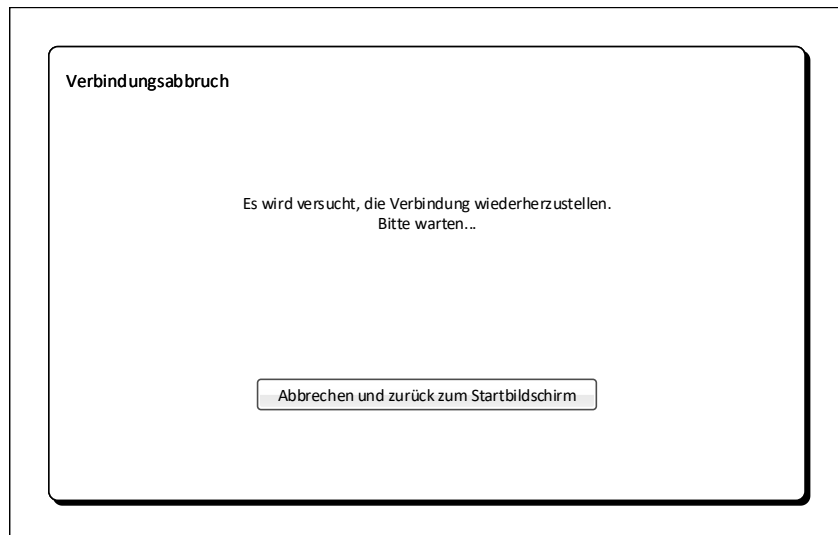 Verbindungsabbruch
Es wird versucht, die Verbindung wiederherzustellen.
Bitte warten...
Abbrechen und zurück zum Startbildschirm